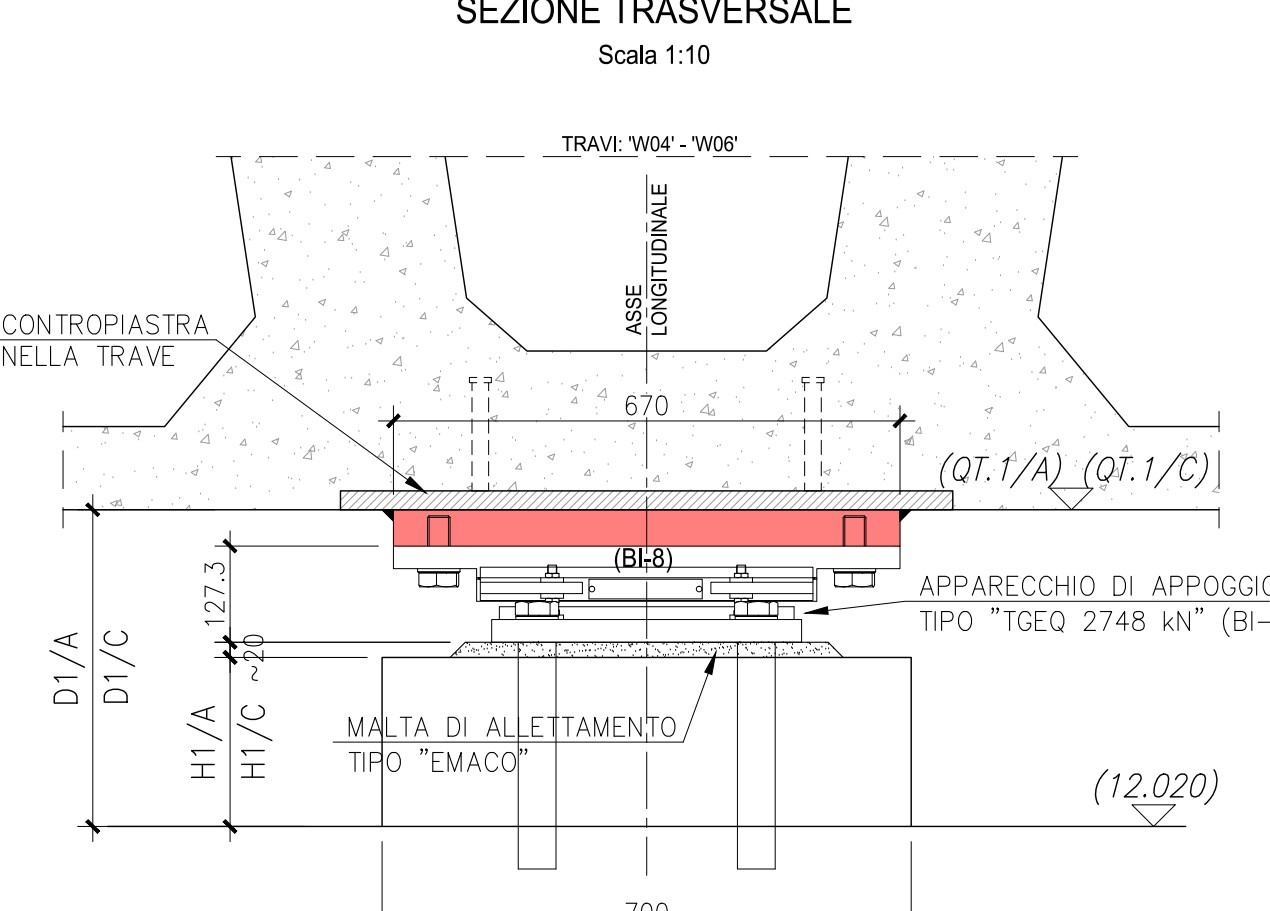 SEZIONE TRASVERSALE
Scala 1:10
TRAVI: 'W04' - 'W06'
ASSE
LONGITUDINALE
CONTROPIASTRA
NELLA TRAVE
670
(QT.1/A) (QT.1/C)
(BI-8)
127.3
APPARECCHIO DI APPOGGIO
TIPO "TGEQ 2748 kN" (BI-
D1/A
D1/C
~20
H1/A
H1/C
MALTA DI ALLETTAMENTO
TIPO "EMACO"
(12.020)
700